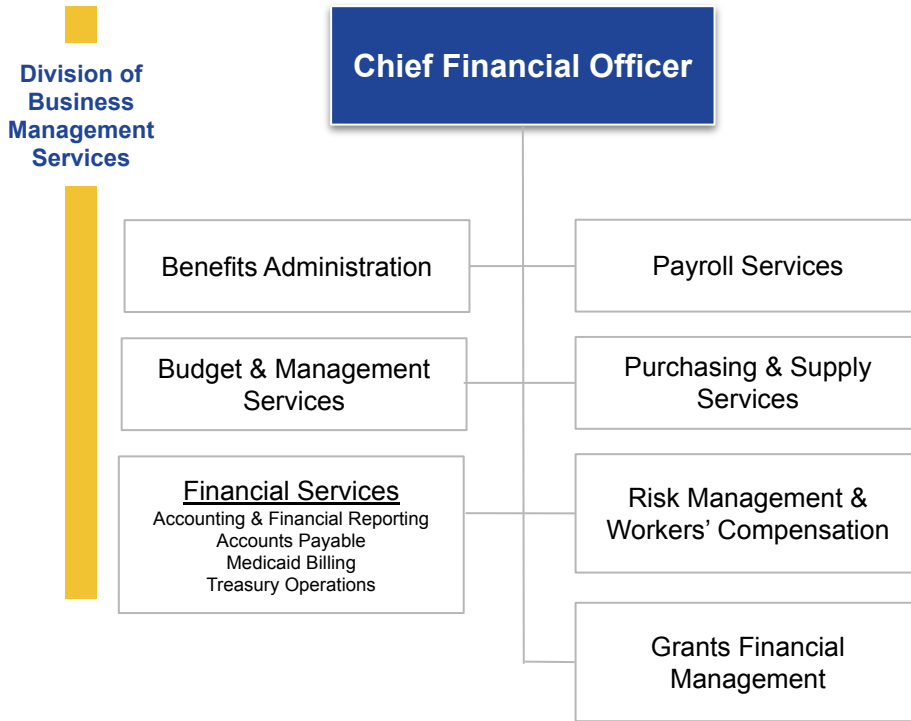 Division of
Business
Management
Services
Chief Financial Officer
Benefits Administration
Payroll Services
Budget & Management
Services
Purchasing & Supply
Services
Financial Services
Accounting & Financial Reporting
Accounts Payable
Medicaid Billing
Treasury Operations
Risk Management &
Workers’ Compensation
Grants Financial
Management